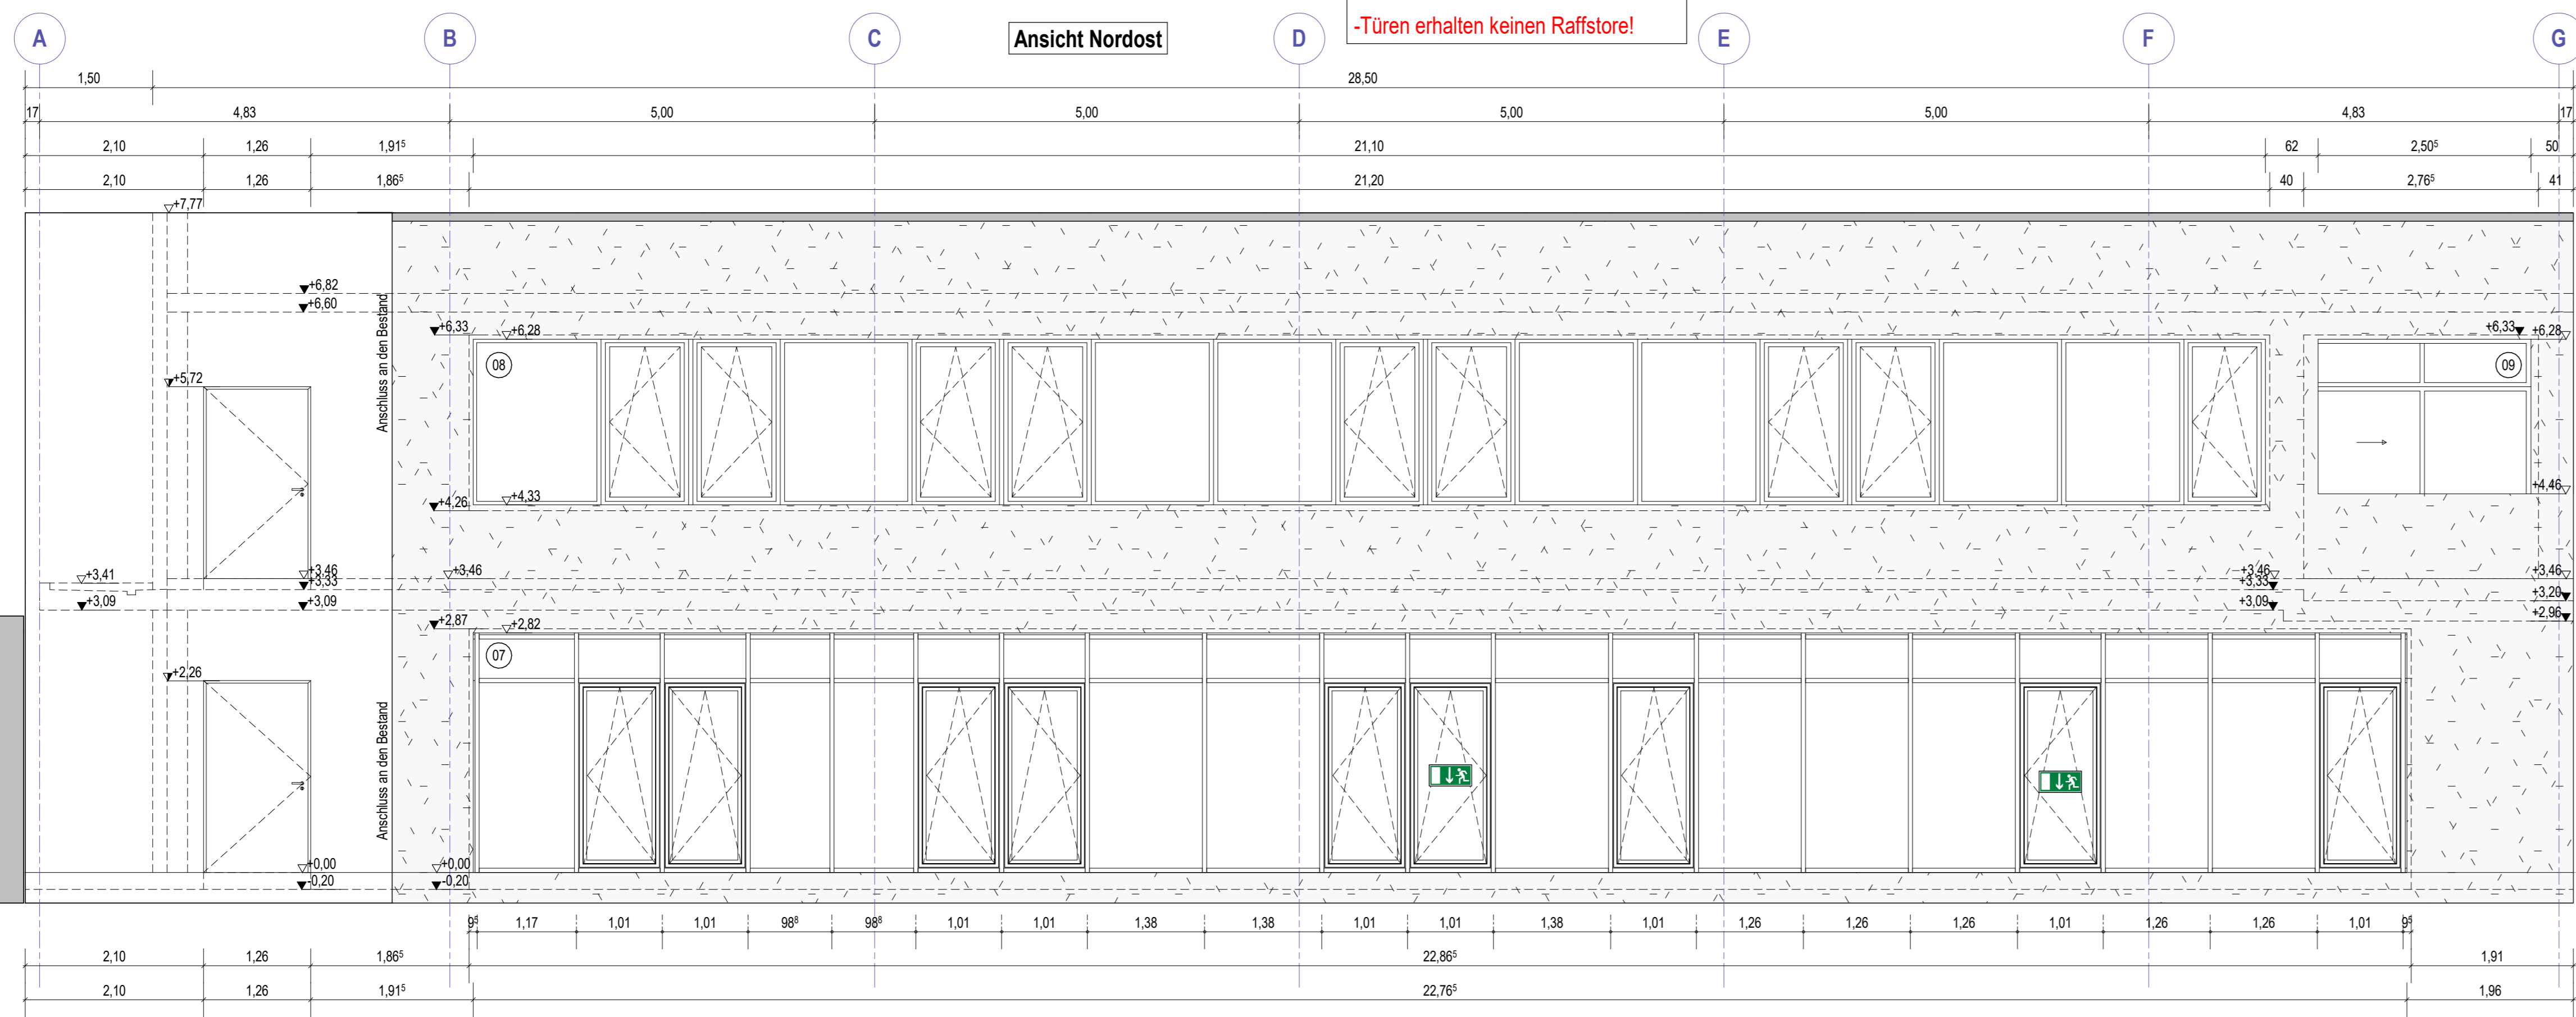 -Türen erhalten keinen Raffstore!
A B C Ansicht Nordost D E F G
1,50 28,50
17 4,83 5,00 5,00 5,00 5,00 4,83 17
2,10 1,26 1,91⁵ 21,10 62 2,50⁵ 50
2,10 1,26 1,86⁵ 21,20 40 2,76⁵ 41
+7,77
+6,82
+6,60
Anschluss an den Bestand
+6,33 +6,28 +6,33 +6,28
08 09
+5,72
+4,26 +4,33 +4,46
+3,41 +3,46 +3,46 +3,46 +3,46
+3,33 +3,33
+3,09 +3,09 +3,09 +3,20
+2,87 +2,82 +2,96
07
+2,26
Anschluss an den Bestand
+0,00 +0,00
-0,20 -0,20
9⁵ 1,17 1,01 1,01 98⁸ 98⁸ 1,01 1,01 1,38 1,38 1,01 1,01 1,38 1,01 1,26 1,26 1,26 1,01 1,26 1,26 1,01 9⁵
2,10 1,26 1,86⁵ 22,86⁵ 1,91
2,10 1,26 1,91⁵ 22,76⁵ 1,96